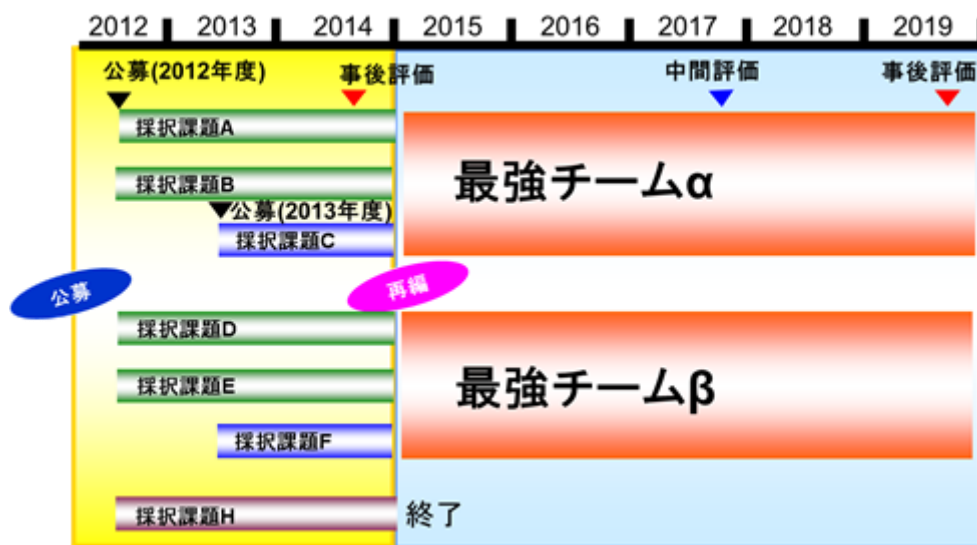 2012 2013 2014 2015 2016 2017 2018 2019
公募(2012年度) 事後評価 中間評価 事後評価
採択課題A
最強チームα
採択課題B
公募(2013年度)
採択課題C
公募 再編
採択課題D
採択課題E
最強チームβ
採択課題F
採択課題H 終了